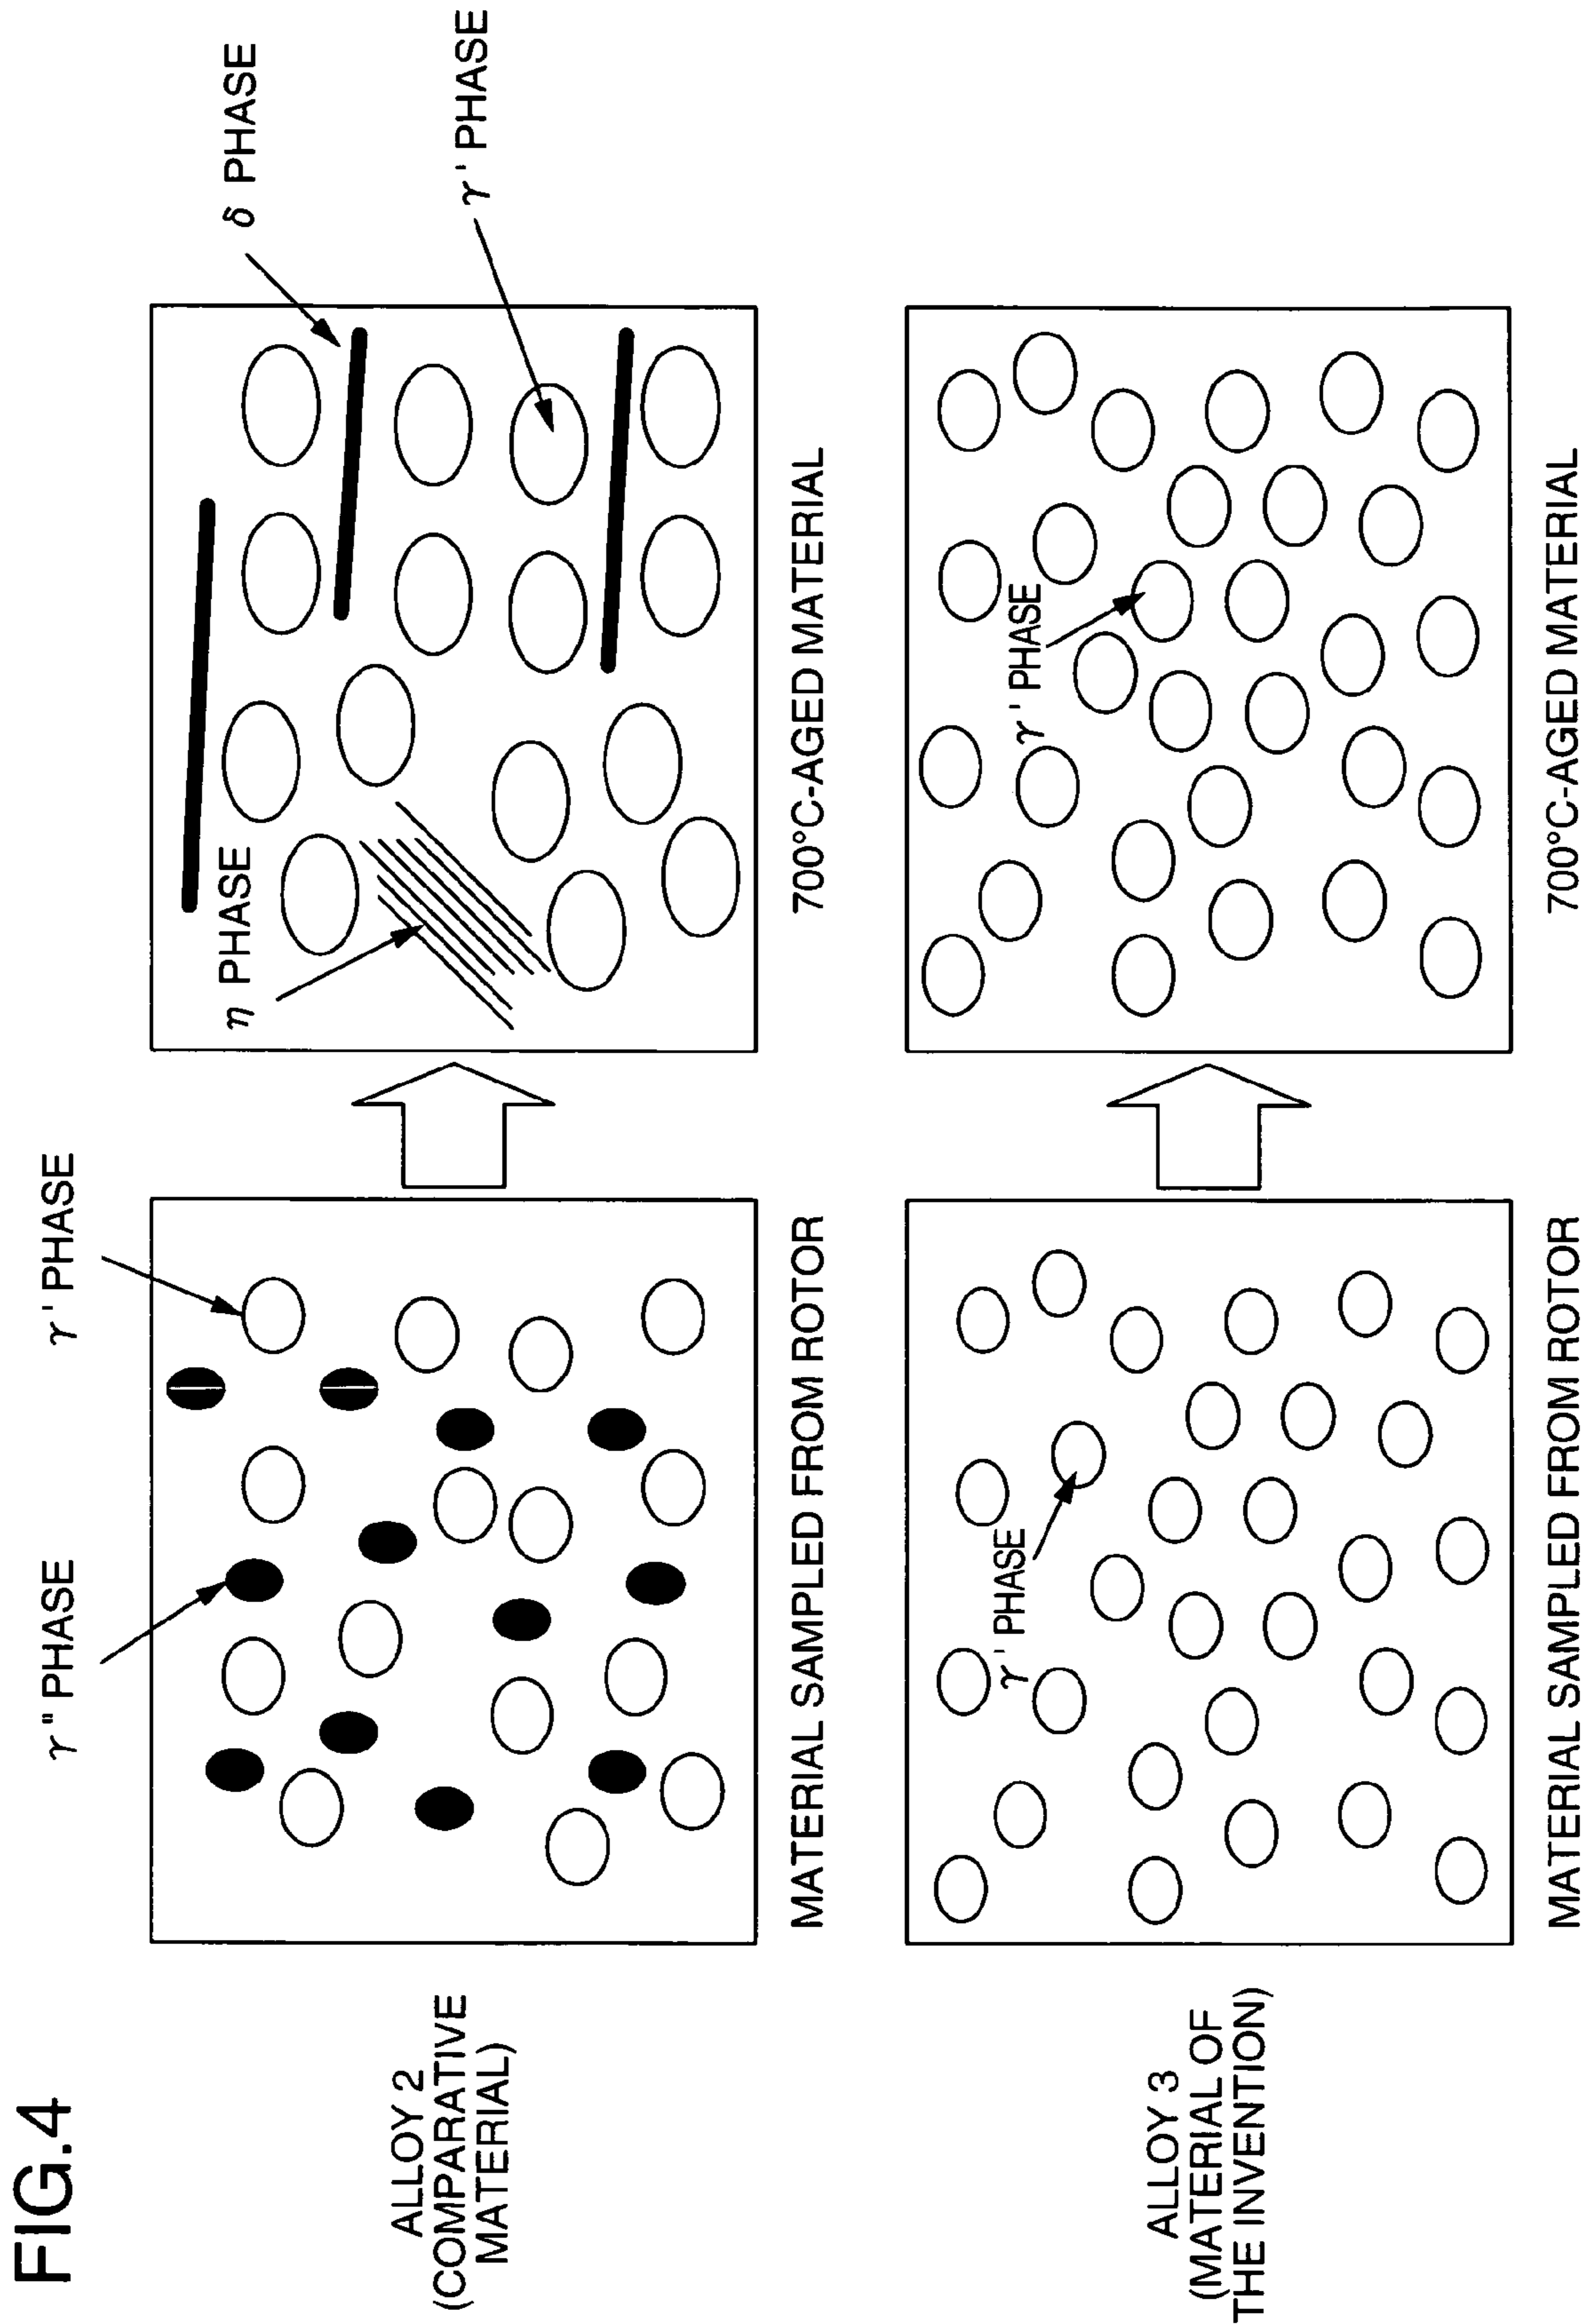 FIG.4
γ" PHASE
γ' PHASE
δ PHASE
γ' PHASE
η PHASE
ALLOY 2
(COMPARATIVE
MATERIAL)
MATERIAL SAMPLED FROM ROTOR
700°C-AGED MATERIAL
γ' PHASE
γ' PHASE
ALLOY 3
(MATERIAL OF
THE INVENTION)
MATERIAL SAMPLED FROM ROTOR
700°C-AGED MATERIAL